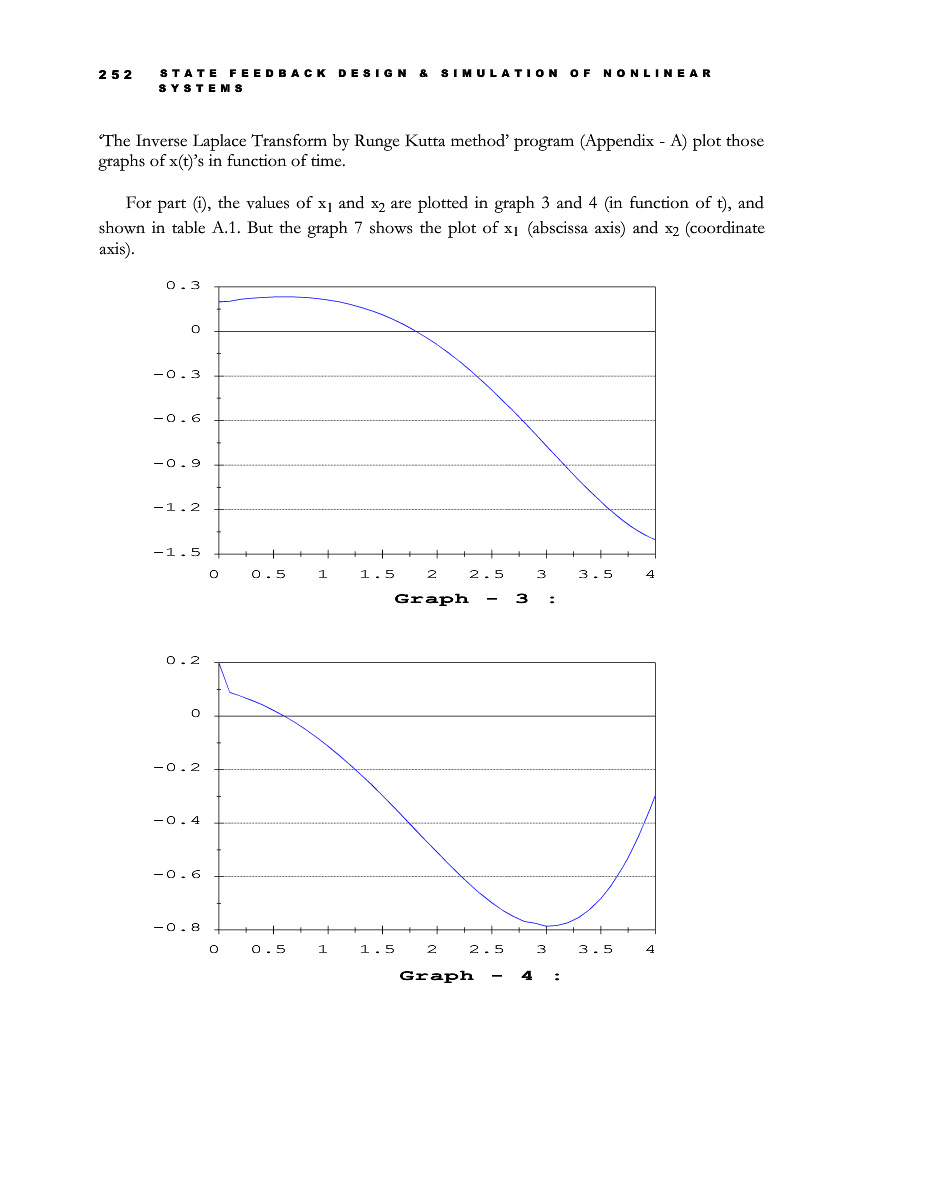 252 STATE FEEDBACK DESIGN & SIMULATION OF NONLINEAR
SYSTEMS
‘The Inverse Laplace Transform by Runge Kutta method’ program (Appendix - A) plot those
graphs of x(t)’s in function of time.
For part (i), the values of x1 and x2 are plotted in graph 3 and 4 (in function of t), and
shown in table A.1. But the graph 7 shows the plot of x1 (abscissa axis) and x2 (coordinate
axis).
0.3
0
-0.3
-0.6
-0.9
-1.2
-1.5
0 0.5 1 1.5 2 2.5 3 3.5 4
Graph - 3 :
0.2
0
-0.2
-0.4
-0.6
-0.8
0 0.5 1 1.5 2 2.5 3 3.5 4
Graph - 4 :